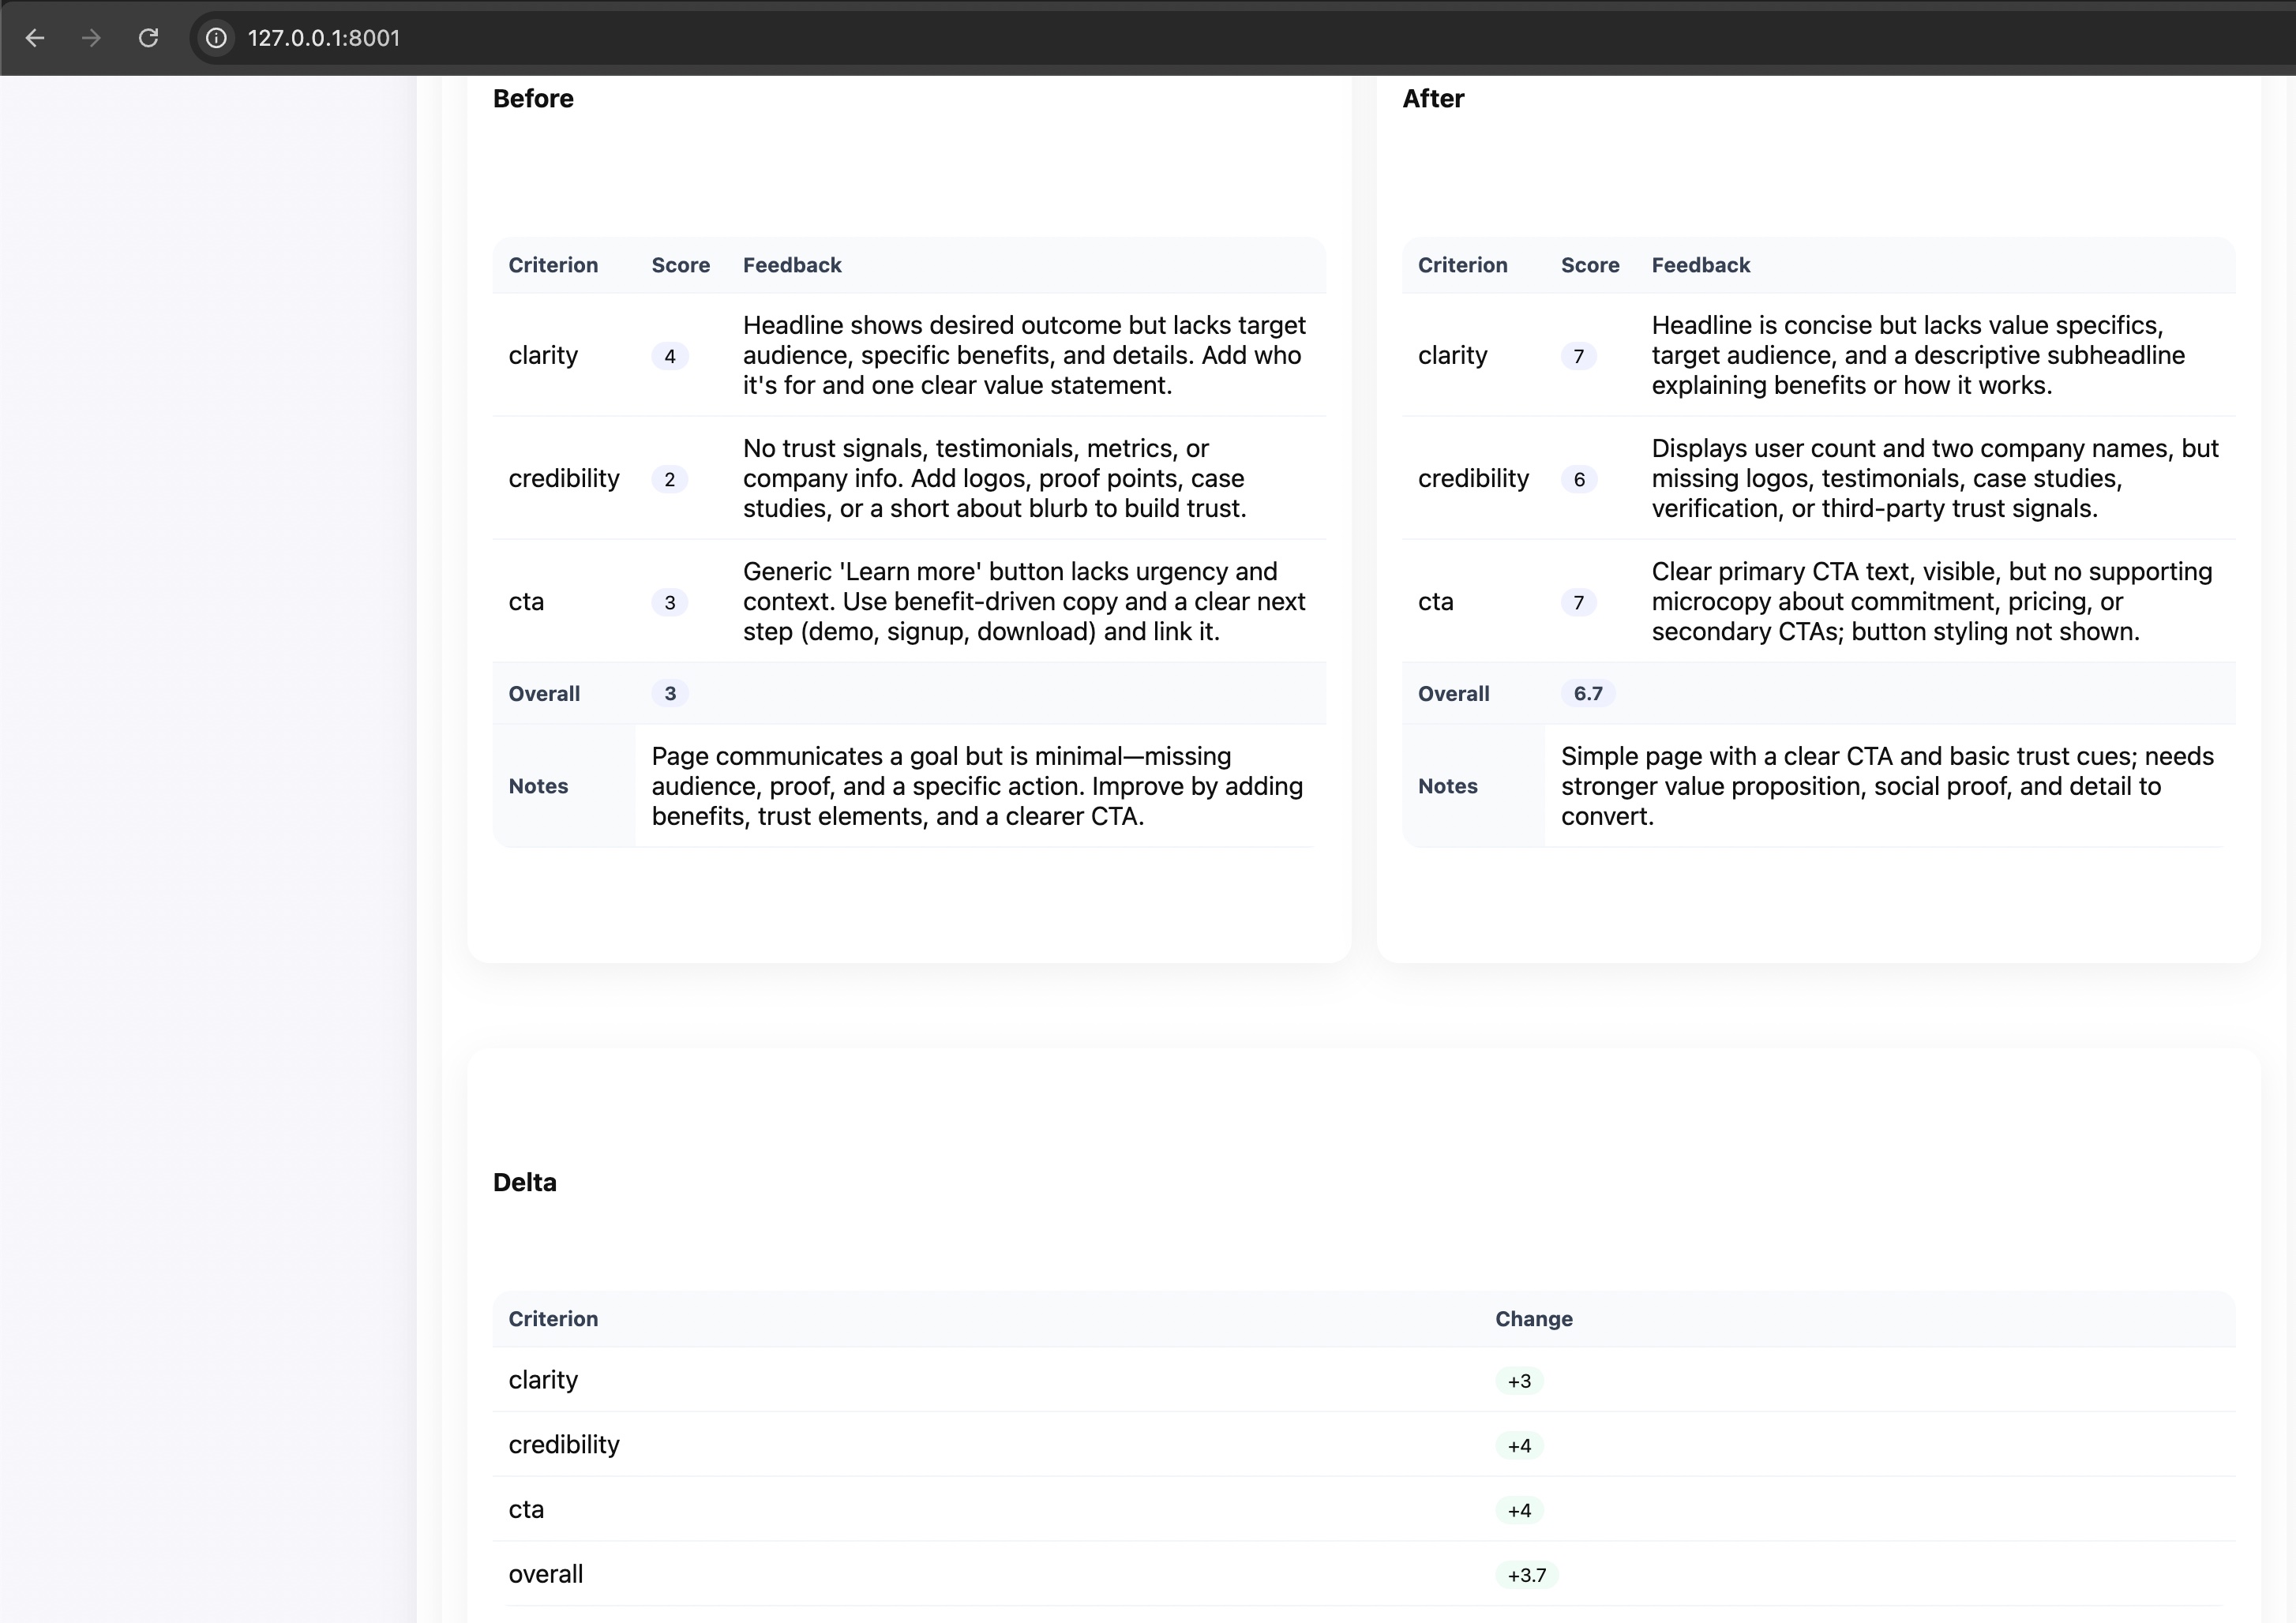 127.0.0.1:8001
Before
Criterion Score Feedback
clarity 4 Headline shows desired outcome but lacks target
audience, specific benefits, and details. Add who
it's for and one clear value statement.
credibility 2 No trust signals, testimonials, metrics, or
company info. Add logos, proof points, case
studies, or a short about blurb to build trust.
cta 3 Generic 'Learn more' button lacks urgency and
context. Use benefit-driven copy and a clear next
step (demo, signup, download) and link it.
Overall 3
Notes Page communicates a goal but is minimal—missing
audience, proof, and a specific action. Improve by adding
benefits, trust elements, and a clearer CTA.
After
Criterion Score Feedback
clarity 7 Headline is concise but lacks value specifics,
target audience, and a descriptive subheadline
explaining benefits or how it works.
credibility 6 Displays user count and two company names, but
missing logos, testimonials, case studies,
verification, or third-party trust signals.
cta 7 Clear primary CTA text, visible, but no supporting
microcopy about commitment, pricing, or
secondary CTAs; button styling not shown.
Overall 6.7
Notes Simple page with a clear CTA and basic trust cues; needs
stronger value proposition, social proof, and detail to
convert.
Delta
Criterion Change
clarity +3
credibility +4
cta +4
overall +3.7